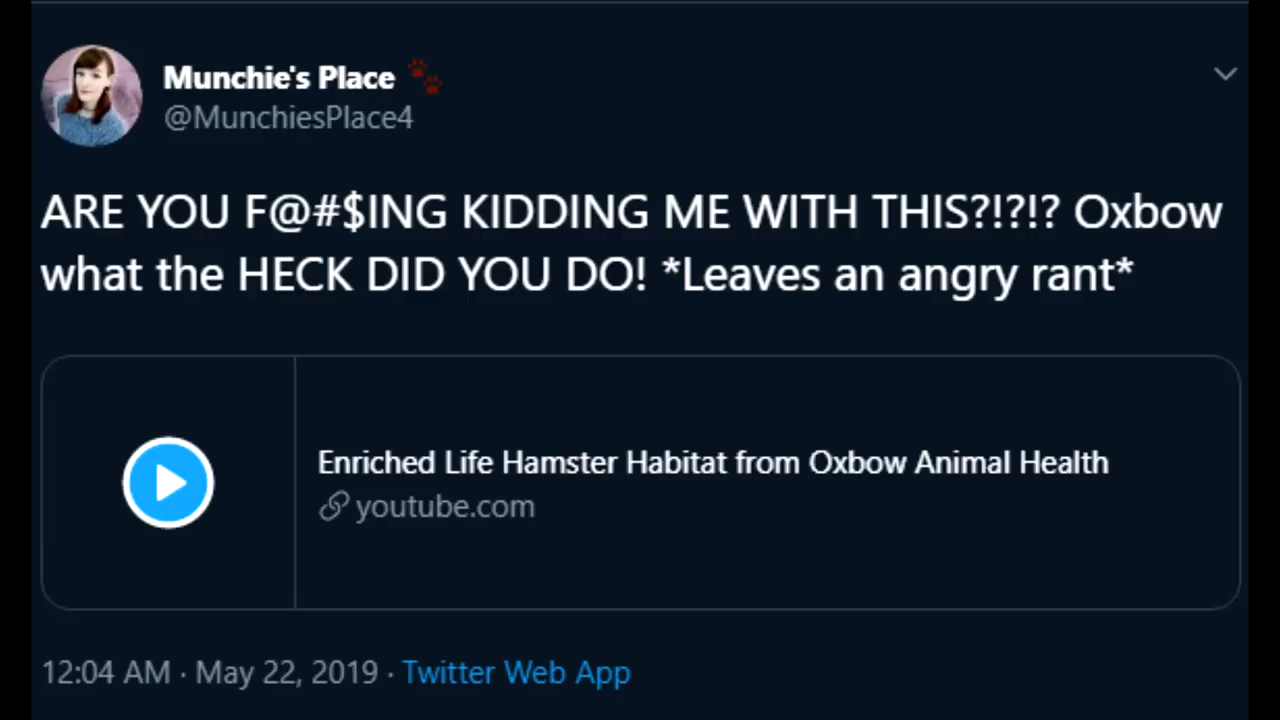 Munchie's Place
@MunchiesPlace4
ARE YOU F@#$ING KIDDING ME WITH THIS?!?!? Oxbow
what the HECK DID YOU DO! *Leaves an angry rant*
Enriched Life Hamster Habitat from Oxbow Animal Health
youtube.com
12:04 AM · May 22, 2019 · Twitter Web App